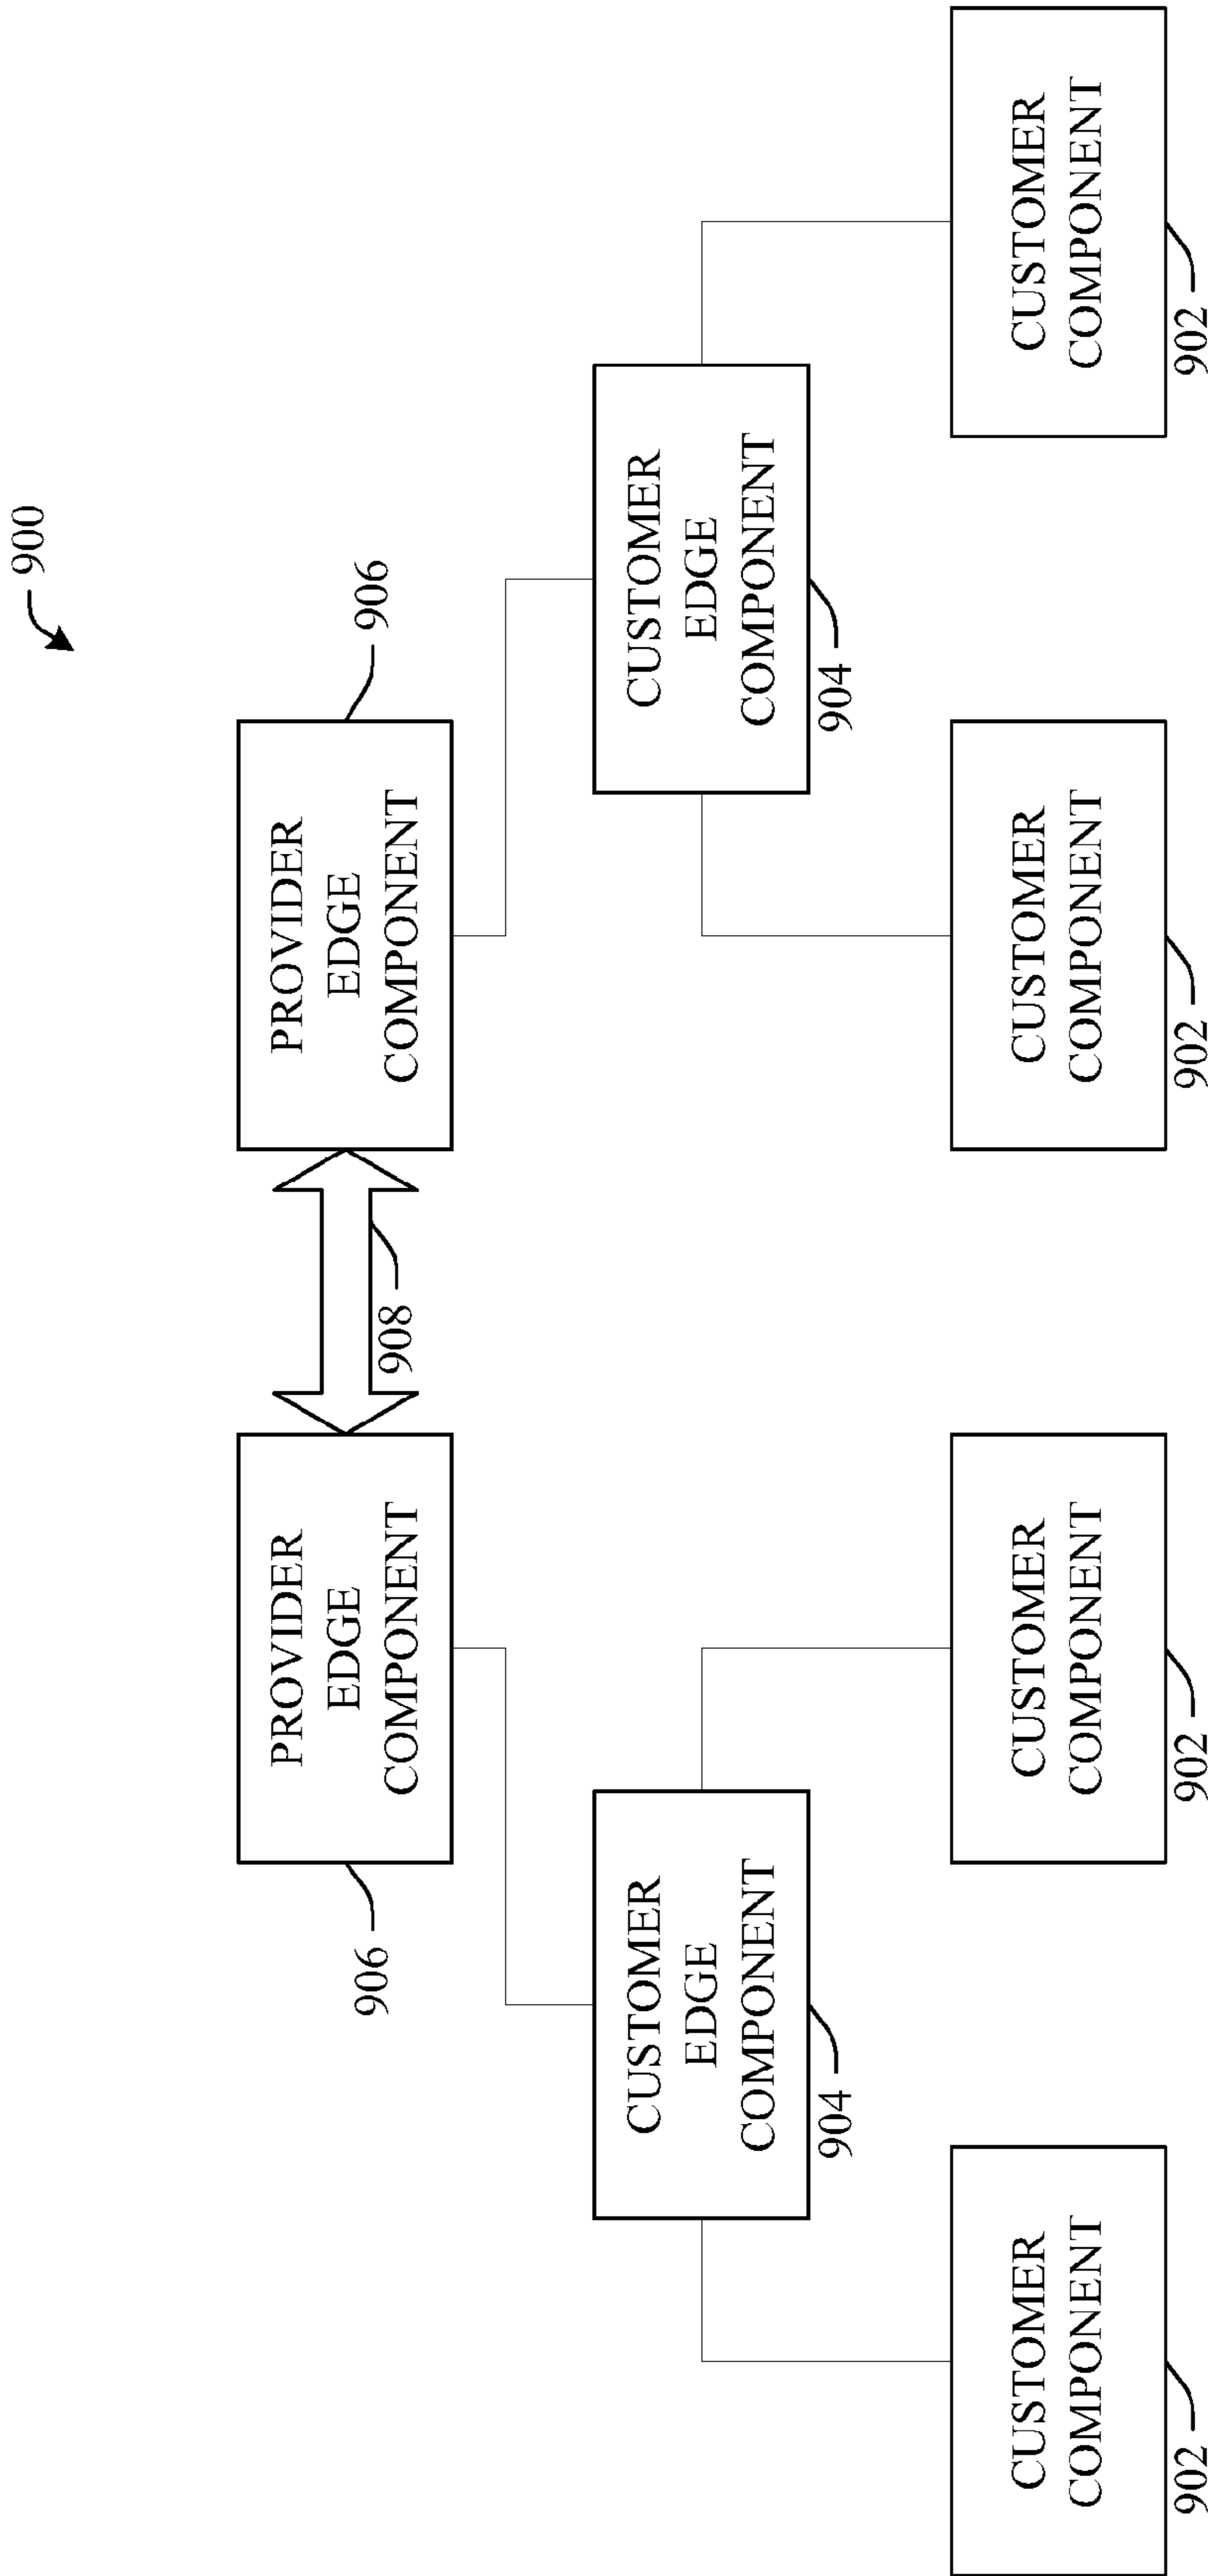 900
PROVIDER
EDGE
COMPONENT
906
908
PROVIDER
EDGE
COMPONENT
906
CUSTOMER
EDGE
COMPONENT
904
CUSTOMER
EDGE
COMPONENT
904
CUSTOMER
COMPONENT
902
CUSTOMER
COMPONENT
902
CUSTOMER
COMPONENT
902
CUSTOMER
COMPONENT
902